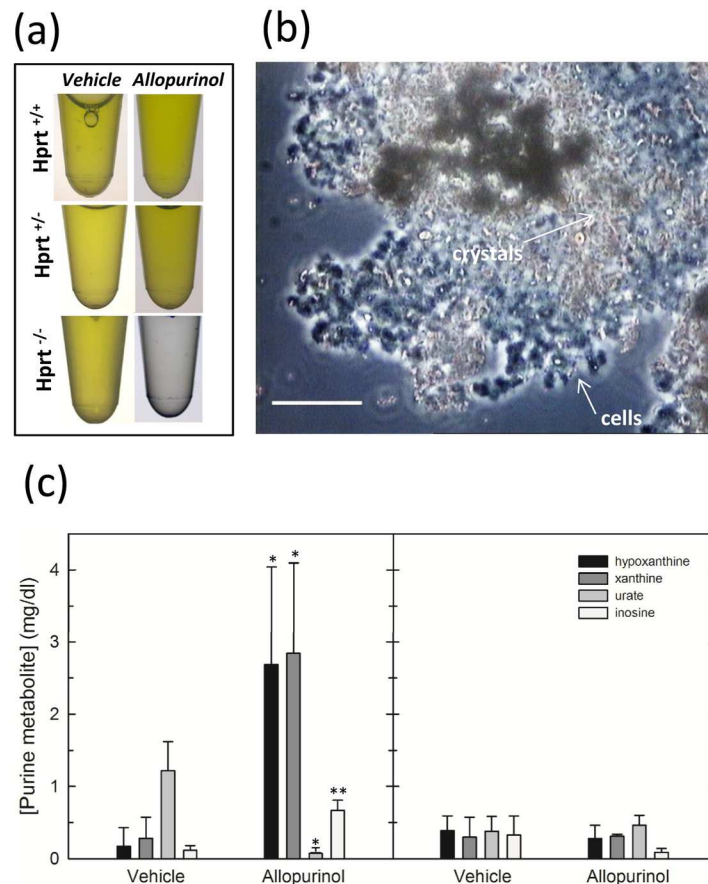 (a)
Vehicle Allopurinol
Hprt +/+
Hprt +/-
Hprt -/-
(b)
crystals
cells
(c)
[Purine metabolite] (mg/dl)
4
3
2
1
0
* *
*
**
hypoxanthine
xanthine
urate
inosine
Vehicle Allopurinol Vehicle Allopurinol